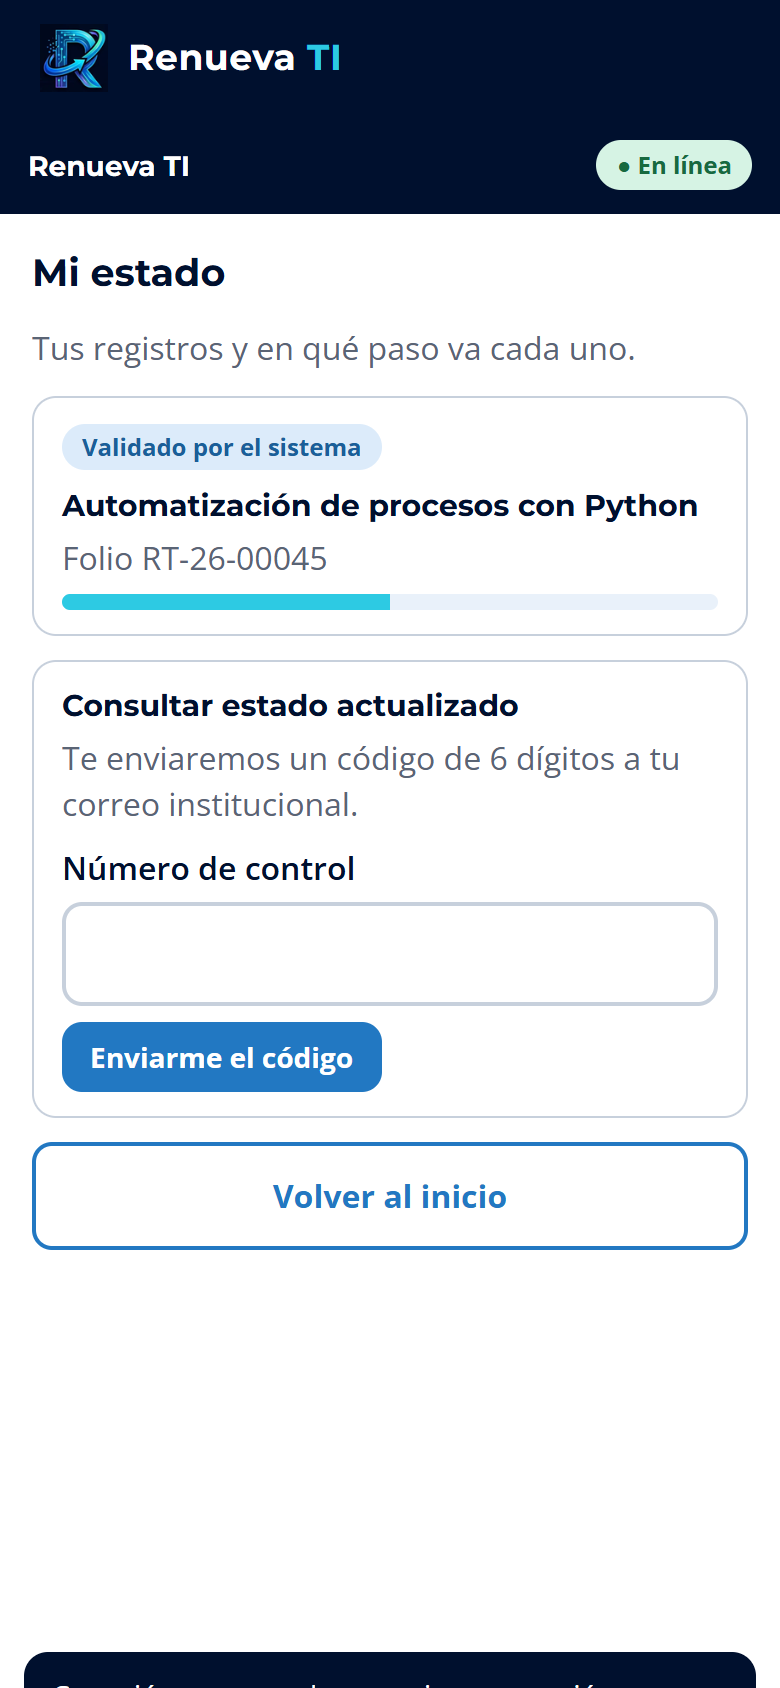 Renueva TI
Renueva TI
● En línea
Mi estado
Tus registros y en qué paso va cada uno.
Validado por el sistema
Automatización de procesos con Python
Folio RT-26-00045
Consultar estado actualizado
Te enviaremos un código de 6 dígitos a tu
correo institucional.
Número de control
Enviarme el código
Volver al inicio